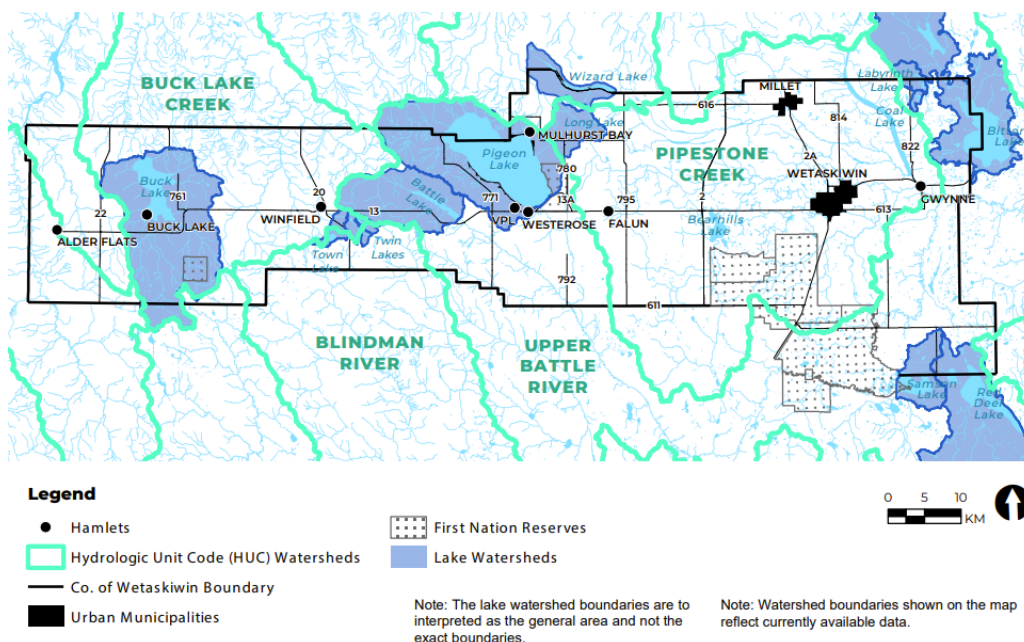 Wizard Lake
Labyrinth
Lake
MILLET
BUCK LAKE
CREEK
616
Coal
Lake
Long Lake
814
MULHURST BAY
Bitter
Lake
822
Pigeon
Lake
PIPESTONE
CREEK
2A
780
WETASKIWIN
Buck
Lake
761
20
Battle
Lake
771
13A
795
2
GWYNNE
22
BUCK LAKE
WINFIELD
13
VPL
WESTEROSE
FALUN
613
Bearhills
Lake
ALDER FLATS
Town
Lake
Twin
Lakes
792
611
BLINDMAN
RIVER
UPPER
BATTLE
RIVER
Samson
Lake
Red
Deer
Lake
Legend
Hamlets
Hydrologic Unit Code (HUC) Watersheds
Co. of Wetaskiwin Boundary
Urban Municipalities
First Nation Reserves
Lake Watersheds
0 5 10
KM
Note: The lake watershed boundaries are to
interpreted as the general area and not the
exact boundaries.
Note: Watershed boundaries shown on the map
reflect currently available data.